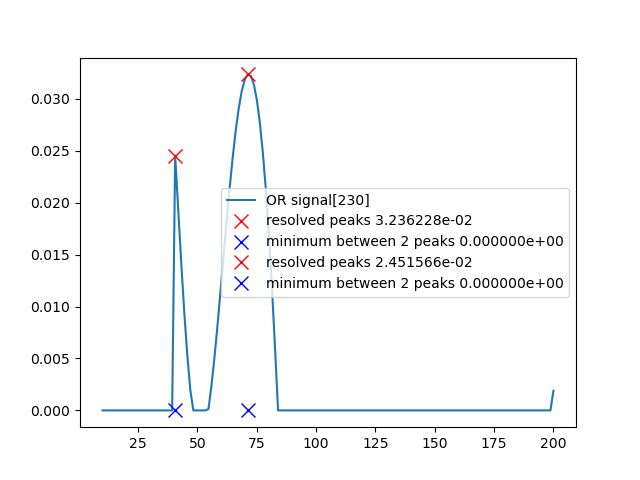 0.030
0.025
0.020
0.015
0.010
0.005
0.000
OR signal[230]
resolved peaks 3.236228e-02
minimum between 2 peaks 0.000000e+00
resolved peaks 2.451566e-02
minimum between 2 peaks 0.000000e+00
25 50 75 100 125 150 175 200